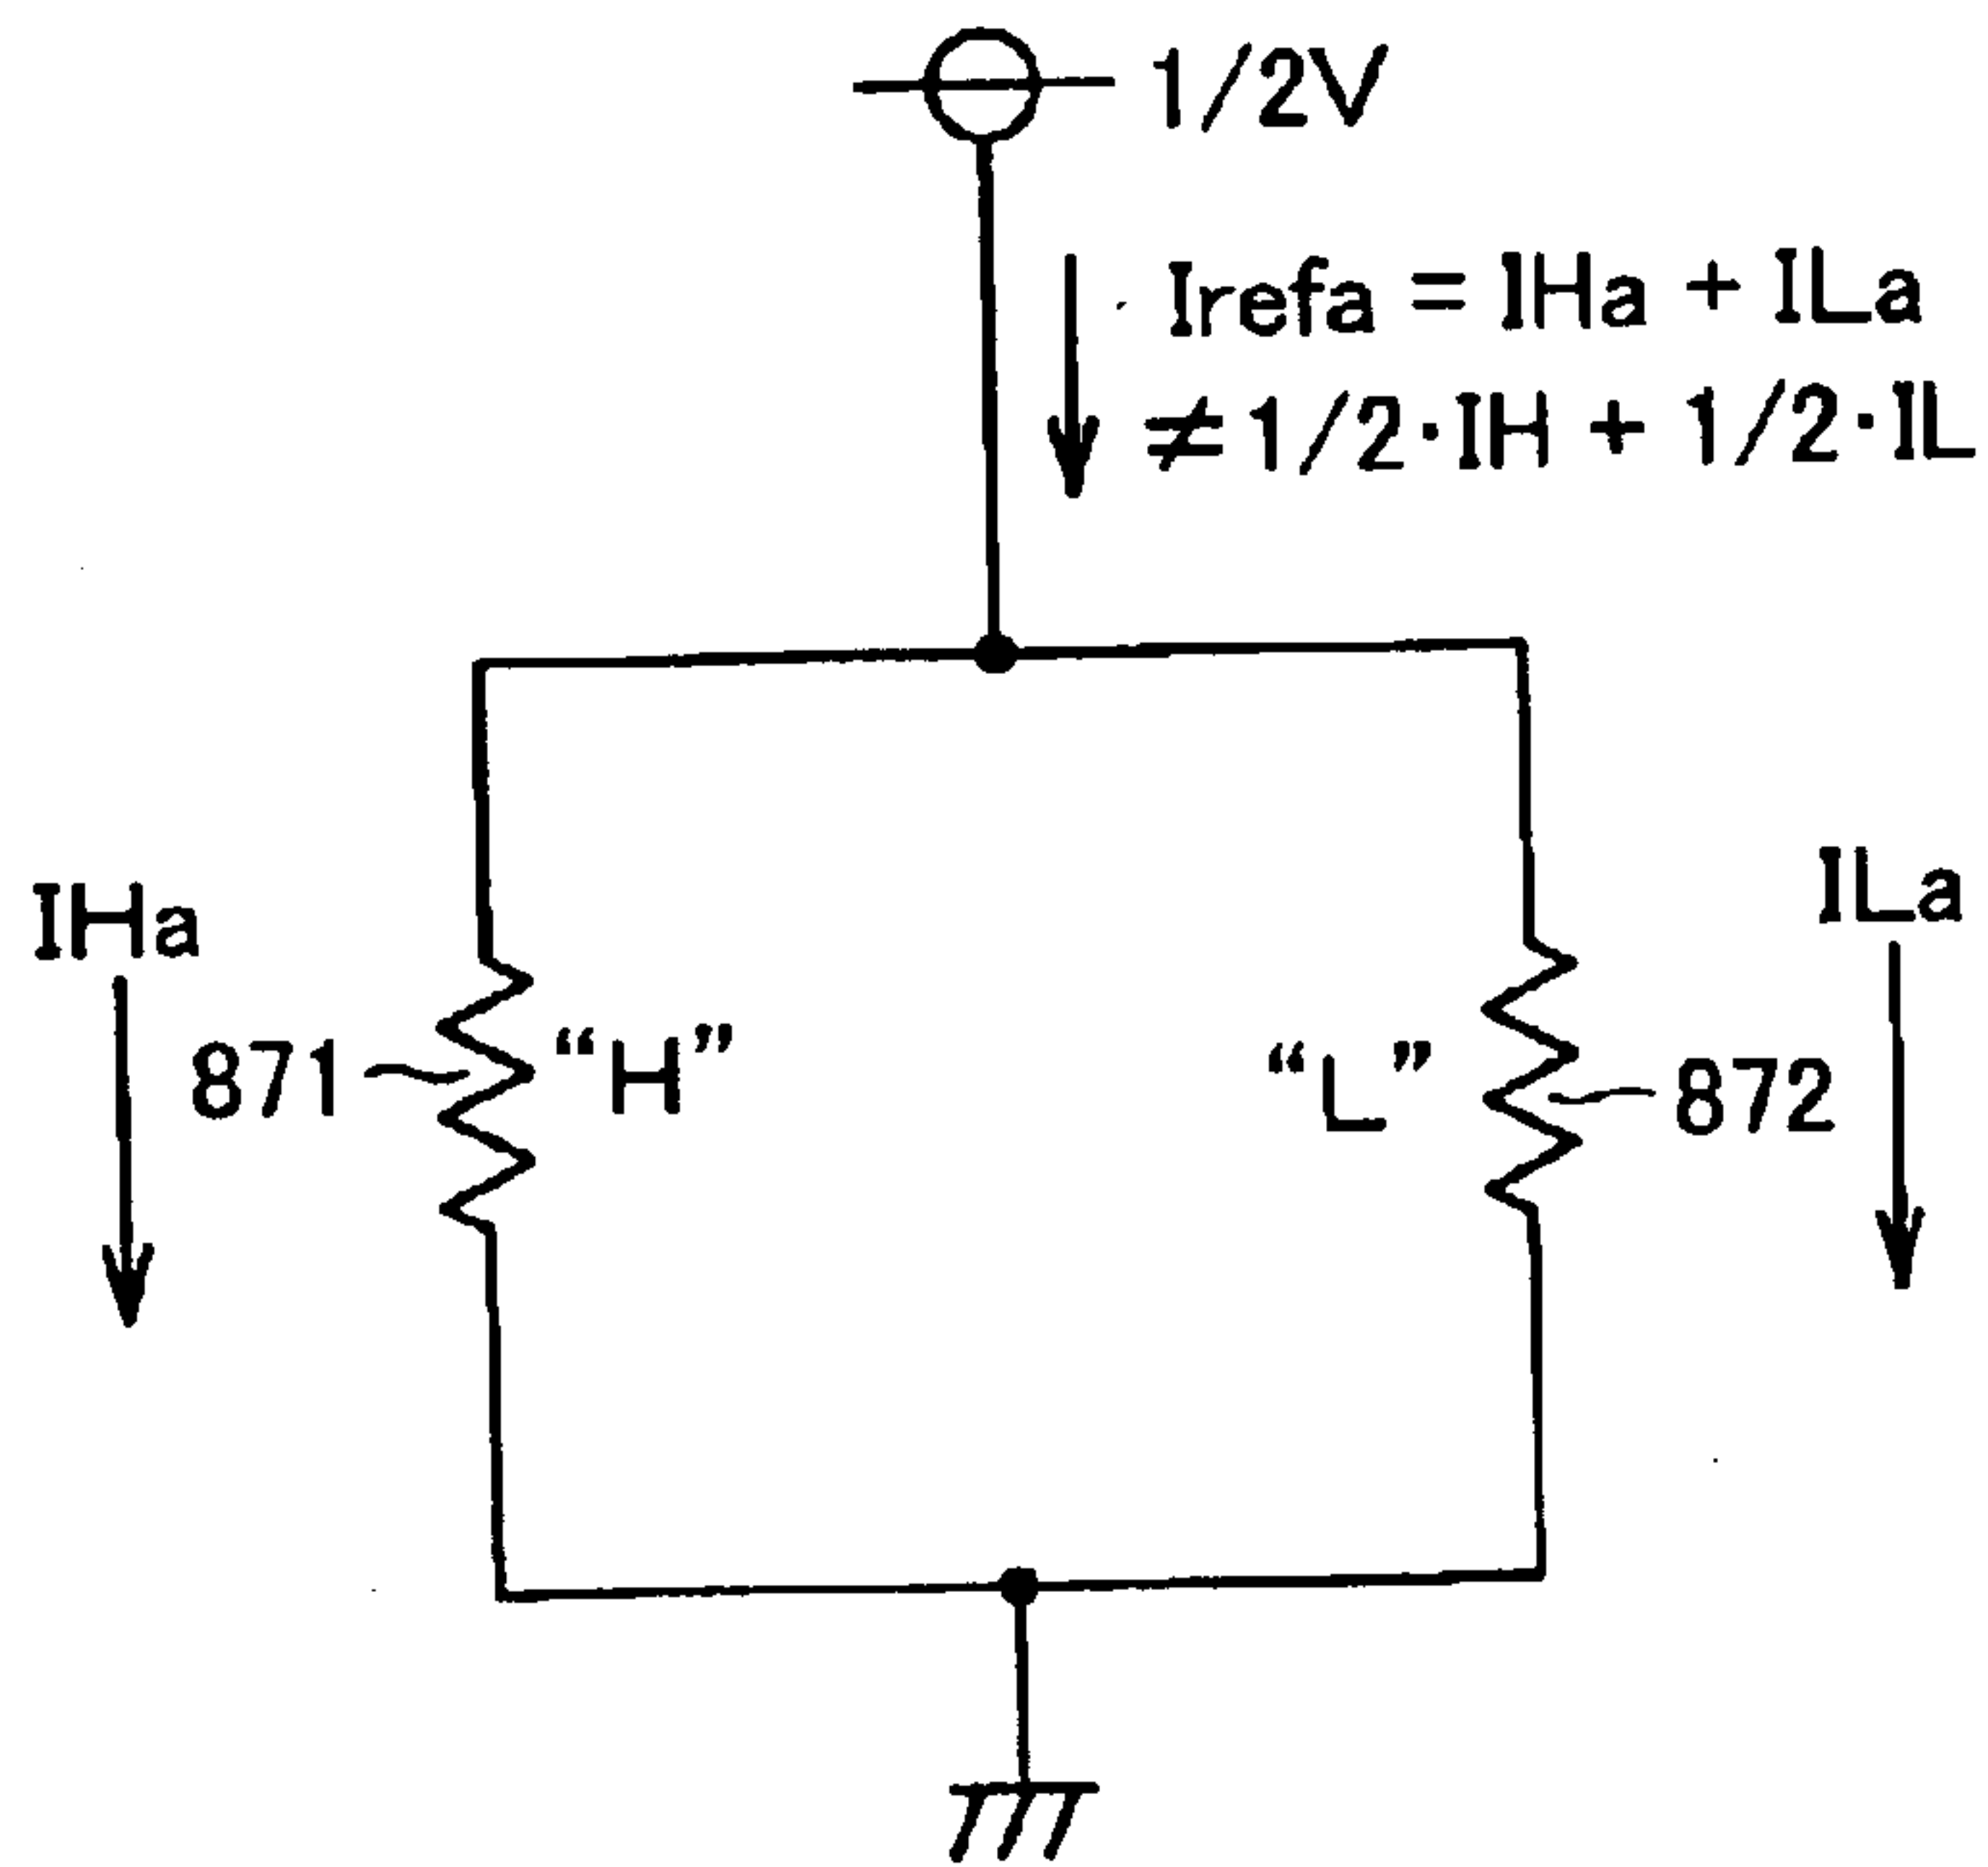 1/2V
Irefa = IHa + ILa
≠ 1/2·IH + 1/2·IL
IHa
ILa
871
“H”
“L”
872